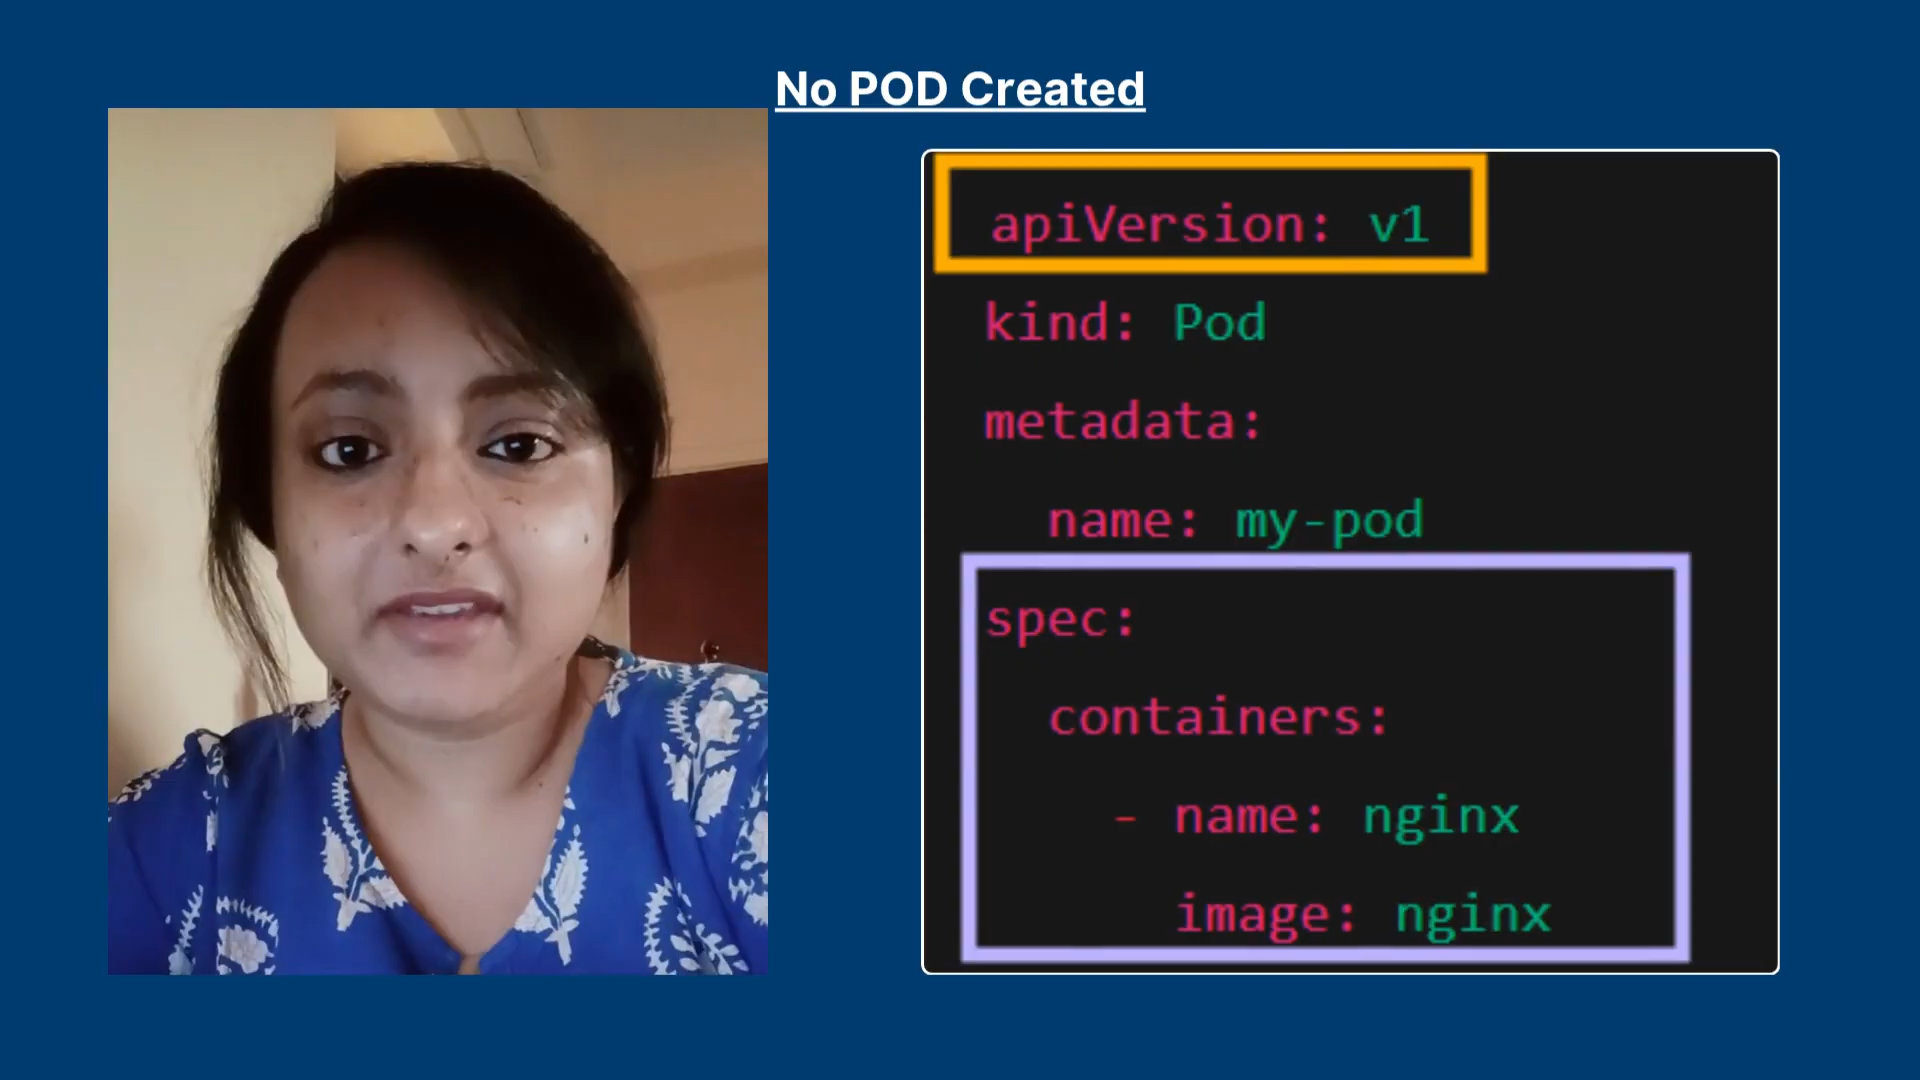 No POD Created
apiVersion: v1
kind: Pod
metadata:
  name: my-pod
spec:
  containers:
    - name: nginx
      image: nginx